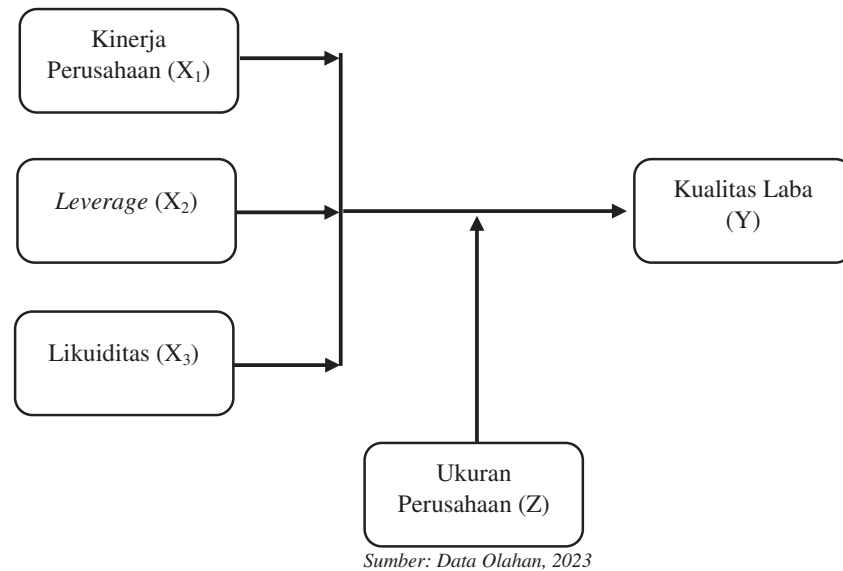 Kinerja
Perusahaan (X₁)
Leverage (X₂)
Likuiditas (X₃)
Kualitas Laba
(Y)
Ukuran
Perusahaan (Z)
Sumber: Data Olahan, 2023